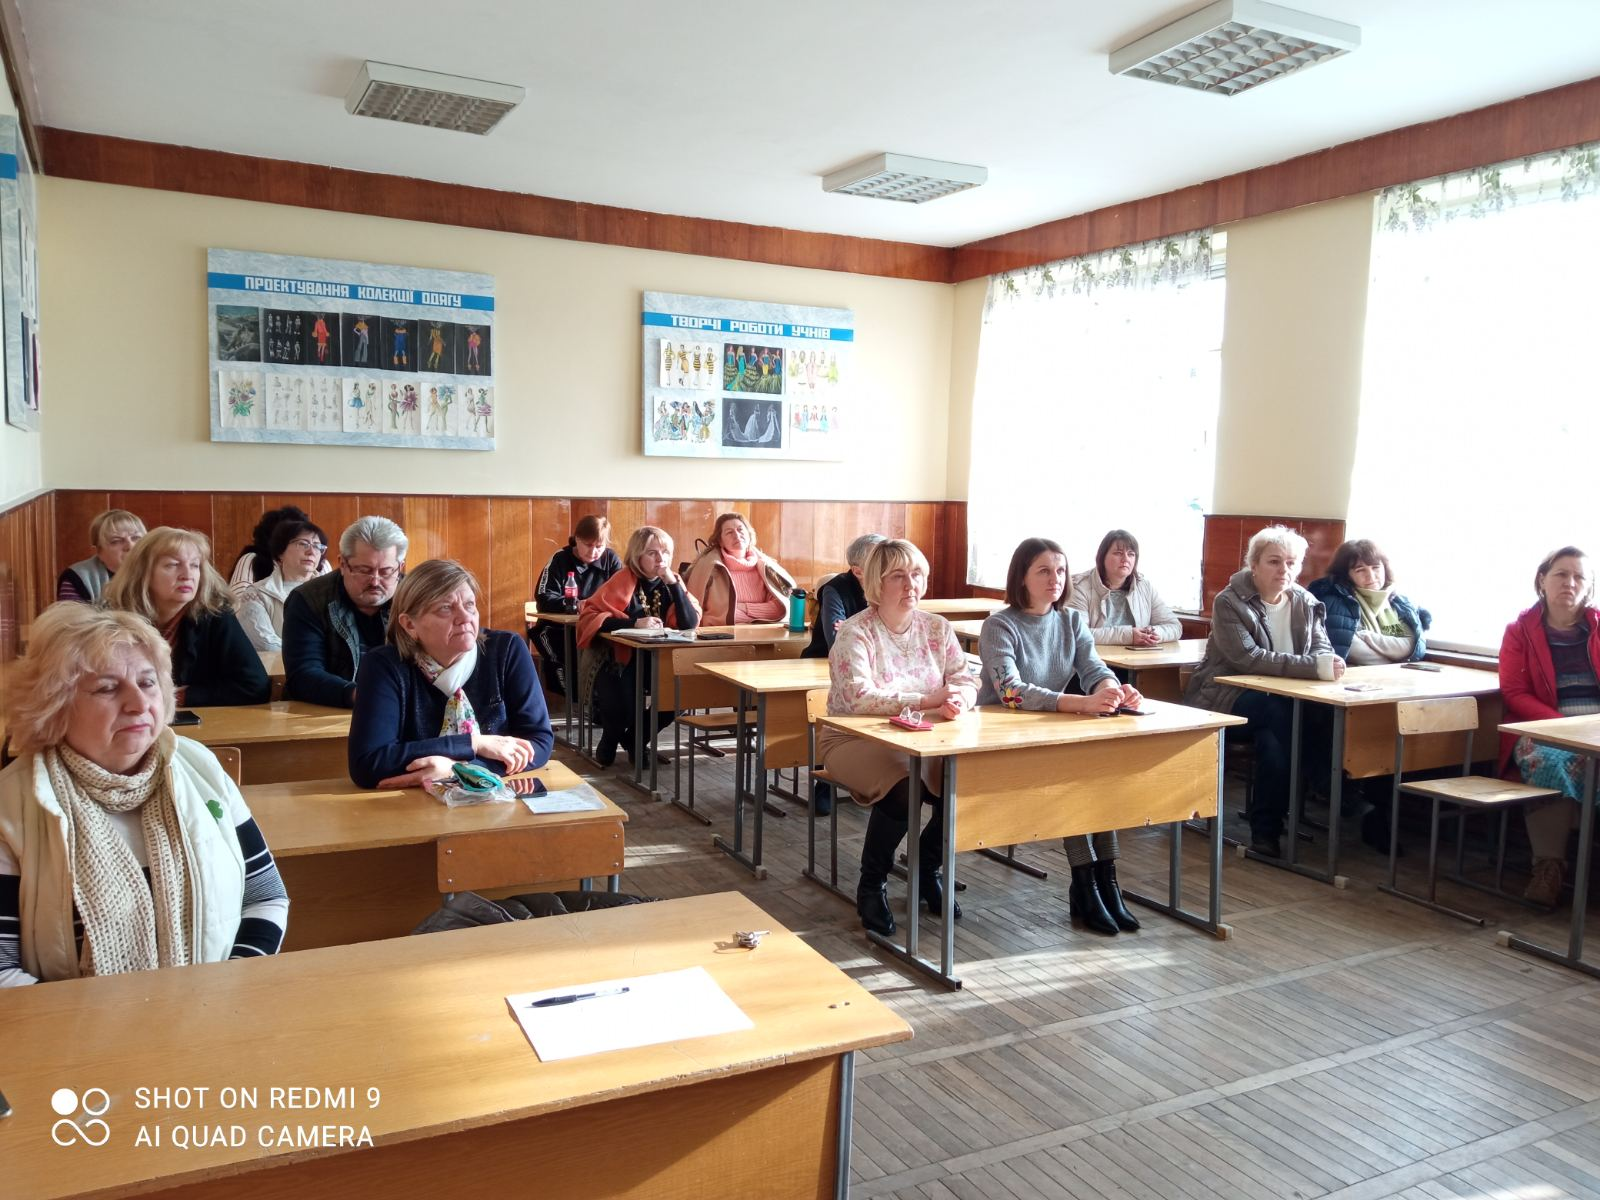 ПРОЕКТУВАННЯ КОЛЕКЦІЇ ОДЯГУ
ТВОРЧІ РОБОТИ УЧНІВ
SHOT ON REDMI 9
AI QUAD CAMERA